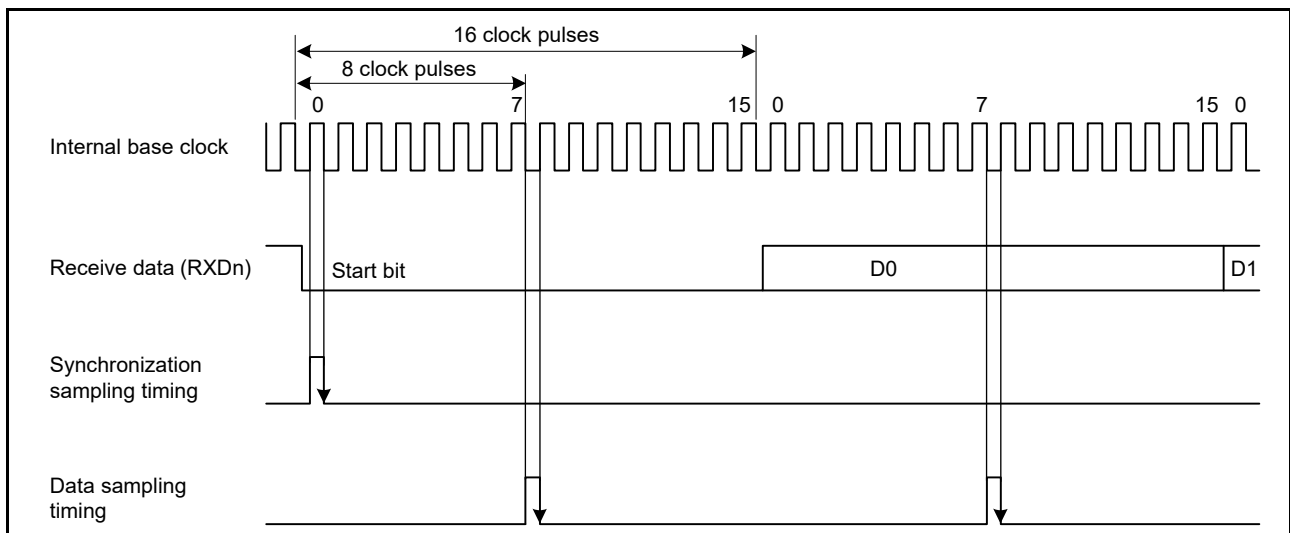 16 clock pulses
8 clock pulses
0 7 15 0 7 15 0
Internal base clock
Receive data (RXDn)
Start bit
D0
D1
Synchronization
sampling timing
Data sampling
timing